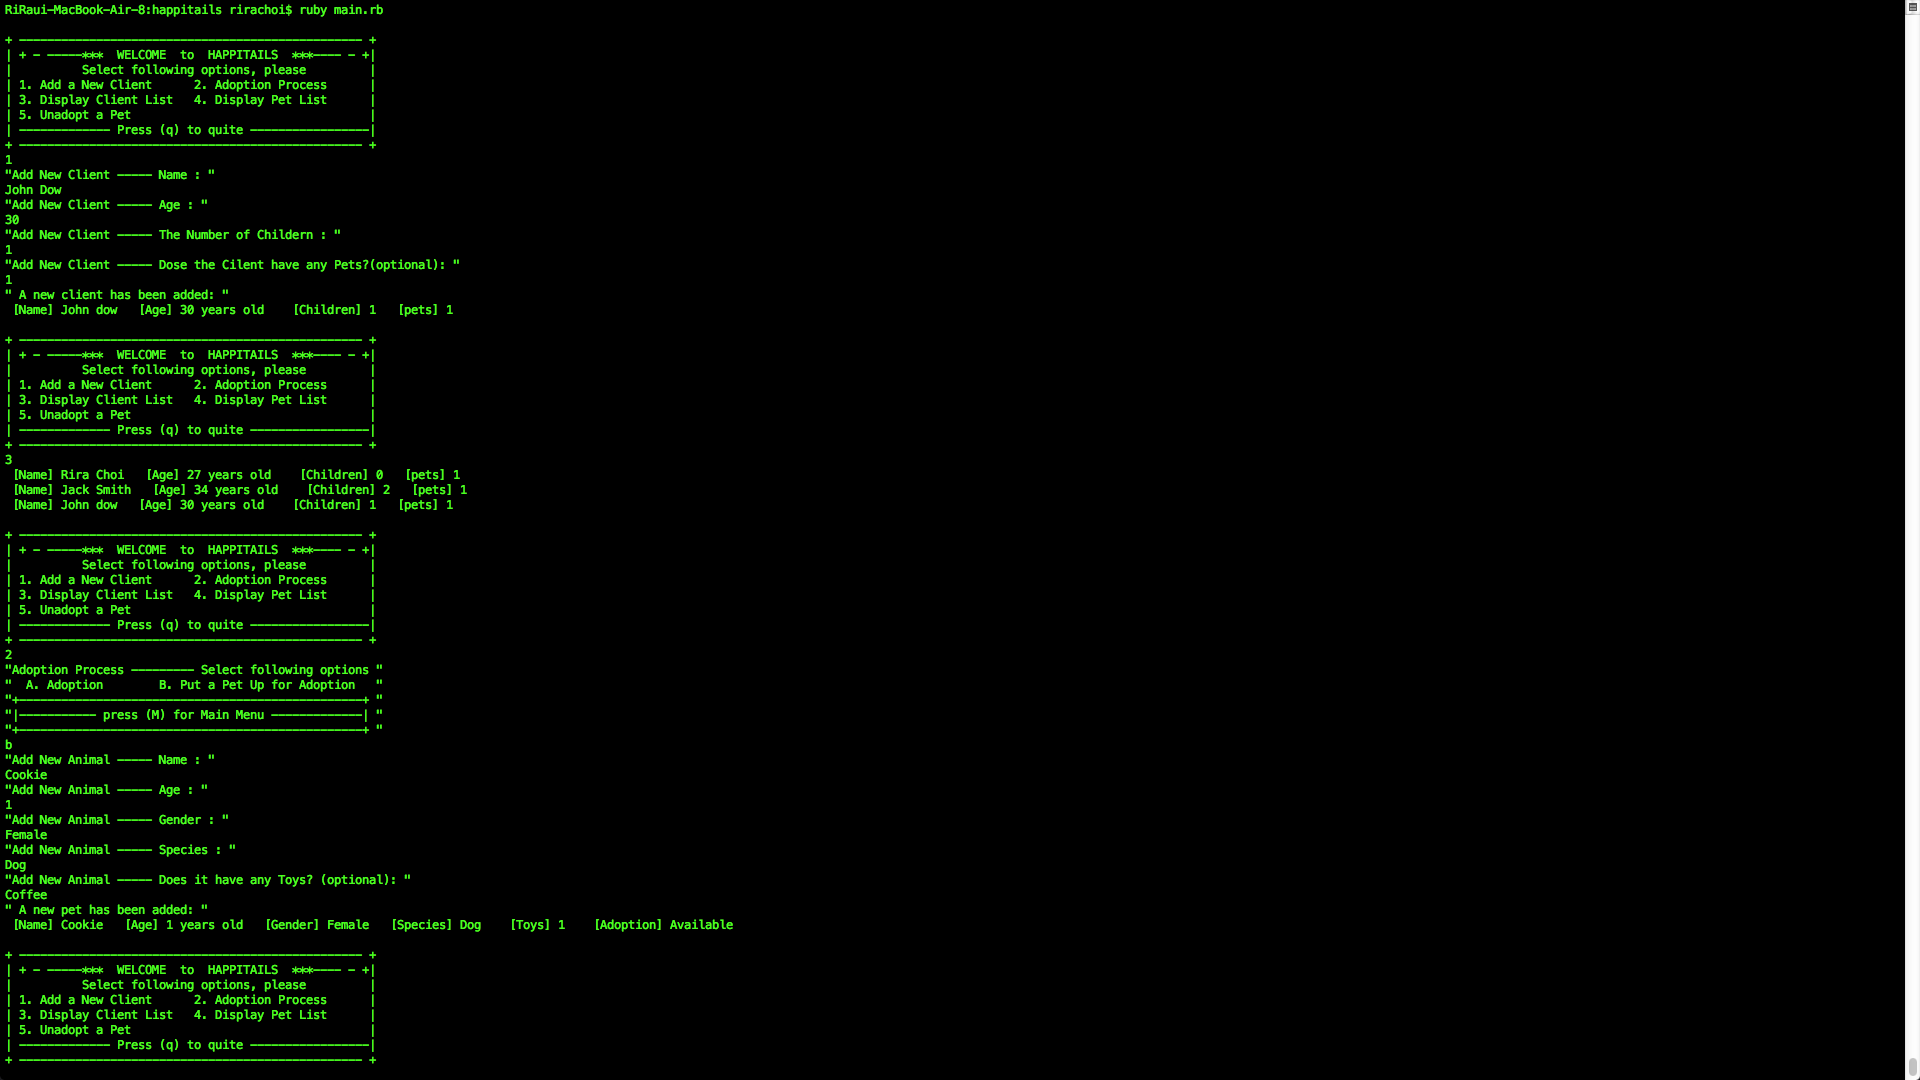 RiRaui-MacBook-Air-8:happitails rirachoi$ ruby main.rb
+ ------------------------------------------------- +
| + - -----***  WELCOME  to  HAPPITAILS  ***---- - +|
|          Select following options, please         |
| 1. Add a New Client      2. Adoption Process      |
| 3. Display Client List   4. Display Pet List      |
| 5. Unadopt a Pet                                  |
| ------------- Press (q) to quite -----------------|
+ ------------------------------------------------- +
1
"Add New Client ----- Name : "
John Dow
"Add New Client ----- Age : "
30
"Add New Client ----- The Number of Childern : "
1
"Add New Client ----- Dose the Cilent have any Pets?(optional): "
1
" A new client has been added: "
 [Name] John dow   [Age] 30 years old    [Children] 1   [pets] 1
+ ------------------------------------------------- +
| + - -----***  WELCOME  to  HAPPITAILS  ***---- - +|
|          Select following options, please         |
| 1. Add a New Client      2. Adoption Process      |
| 3. Display Client List   4. Display Pet List      |
| 5. Unadopt a Pet                                  |
| ------------- Press (q) to quite -----------------|
+ ------------------------------------------------- +
3
 [Name] Rira Choi   [Age] 27 years old    [Children] 0   [pets] 1
 [Name] Jack Smith   [Age] 34 years old    [Children] 2   [pets] 1
 [Name] John dow   [Age] 30 years old    [Children] 1   [pets] 1
+ ------------------------------------------------- +
| + - -----***  WELCOME  to  HAPPITAILS  ***---- - +|
|          Select following options, please         |
| 1. Add a New Client      2. Adoption Process      |
| 3. Display Client List   4. Display Pet List      |
| 5. Unadopt a Pet                                  |
| ------------- Press (q) to quite -----------------|
+ ------------------------------------------------- +
2
"Adoption Process --------- Select following options "
"  A. Adoption        B. Put a Pet Up for Adoption   "
"+-------------------------------------------------+ "
"|----------- press (M) for Main Menu -------------| "
"+-------------------------------------------------+ "
b
"Add New Animal ----- Name : "
Cookie
"Add New Animal ----- Age : "
1
"Add New Animal ----- Gender : "
Female
"Add New Animal ----- Species : "
Dog
"Add New Animal ----- Does it have any Toys? (optional): "
Coffee
" A new pet has been added: "
 [Name] Cookie   [Age] 1 years old   [Gender] Female   [Species] Dog    [Toys] 1    [Adoption] Available
+ ------------------------------------------------- +
| + - -----***  WELCOME  to  HAPPITAILS  ***---- - +|
|          Select following options, please         |
| 1. Add a New Client      2. Adoption Process      |
| 3. Display Client List   4. Display Pet List      |
| 5. Unadopt a Pet                                  |
| ------------- Press (q) to quite -----------------|
+ ------------------------------------------------- +